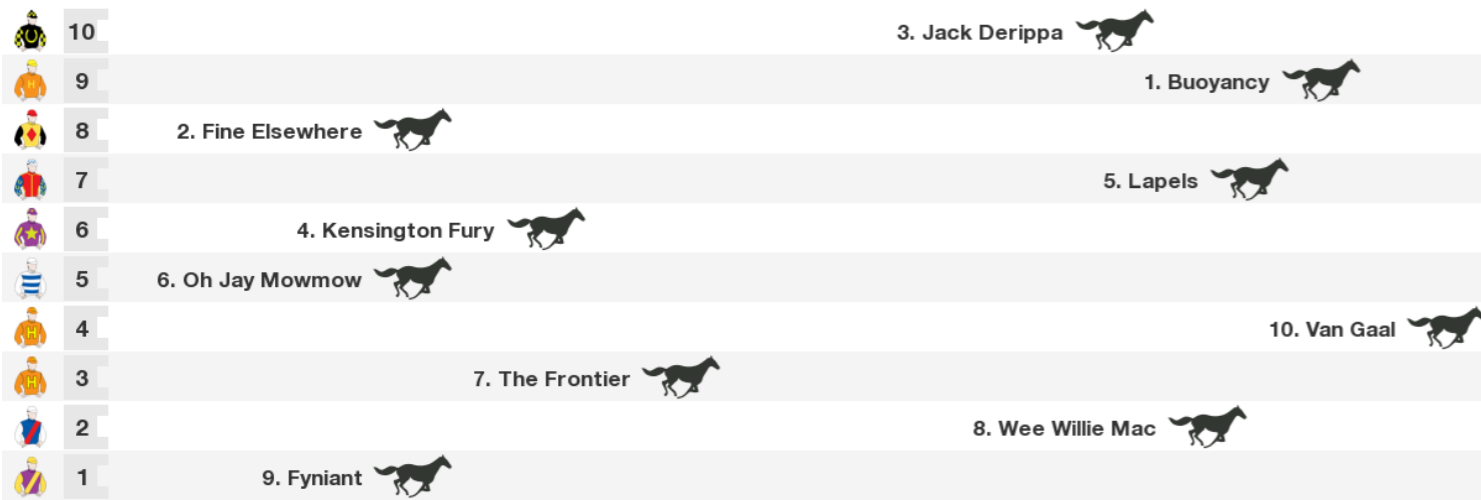 10 3. Jack Derippa
9 1. Buoyancy
8 2. Fine Elsewhere
7 5. Lapels
6 4. Kensington Fury
5 6. Oh Jay Mowmow
4 10. Van Gaal
3 7. The Frontier
2 8. Wee Willie Mac
1 9. Fyniant